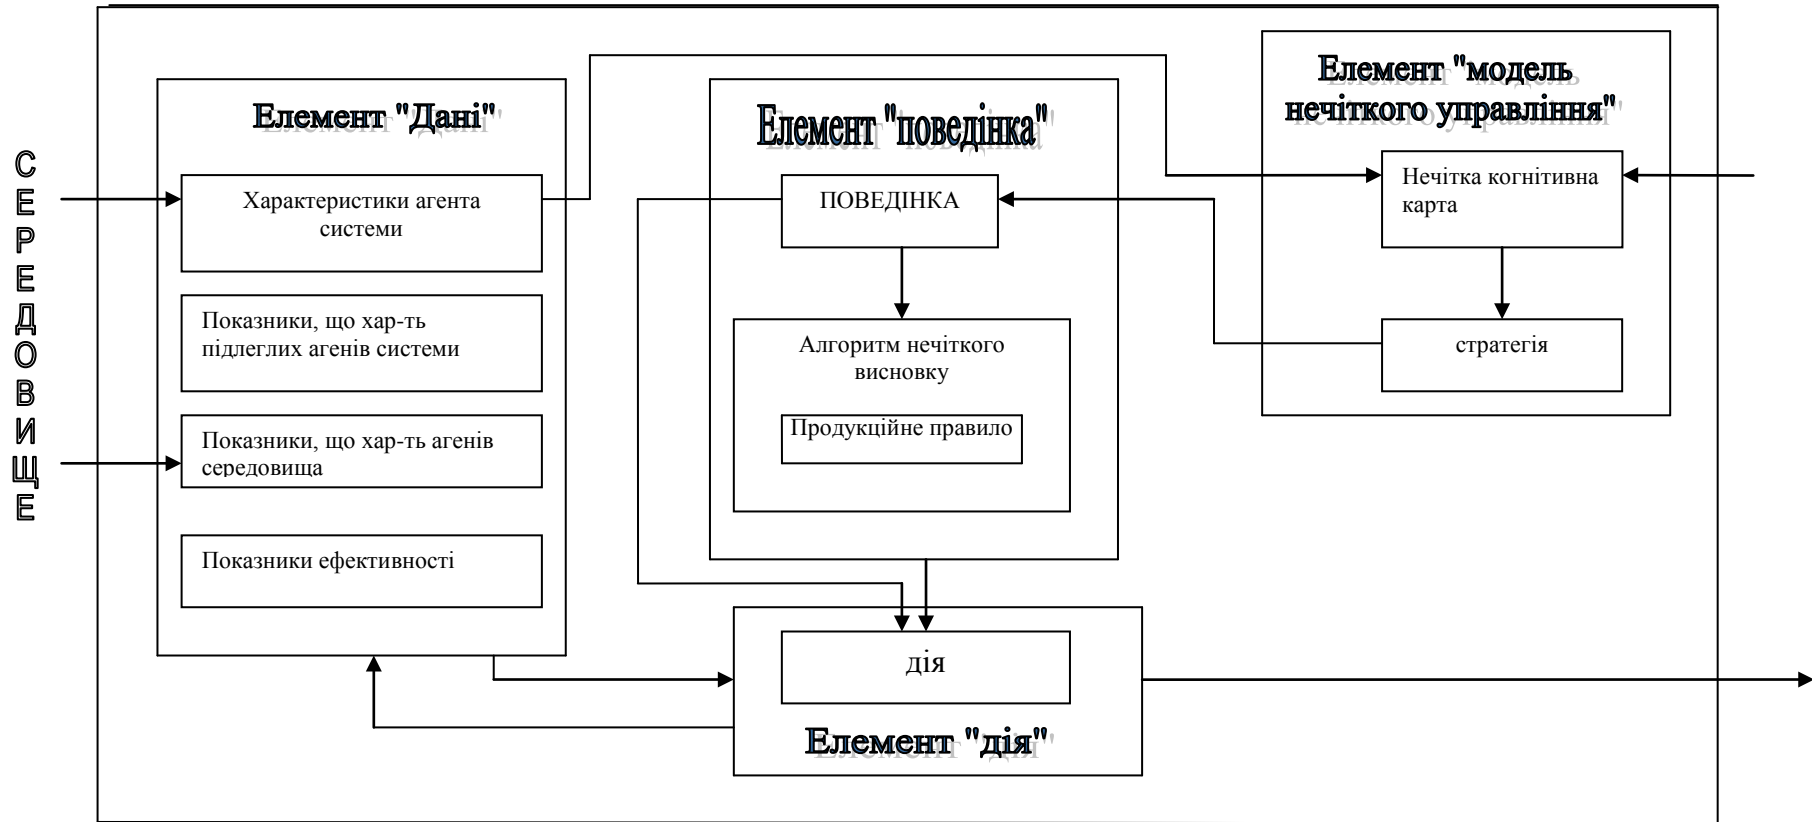 СЕРЕДОВИЩЕ
Елемент "Дані"
Характеристики агента
системи
Показники, що хар-ть
підлеглих агенів системи
Показники, що хар-ть агенів
середовища
Показники ефективності
Елемент "поведінка"
ПОВЕДІНКА
Алгоритм нечіткого
висновку
Продукційне правило
Елемент "модель
нечіткого управління"
Нечітка когнітивна
карта
стратегія
дія
Елемент "дія"